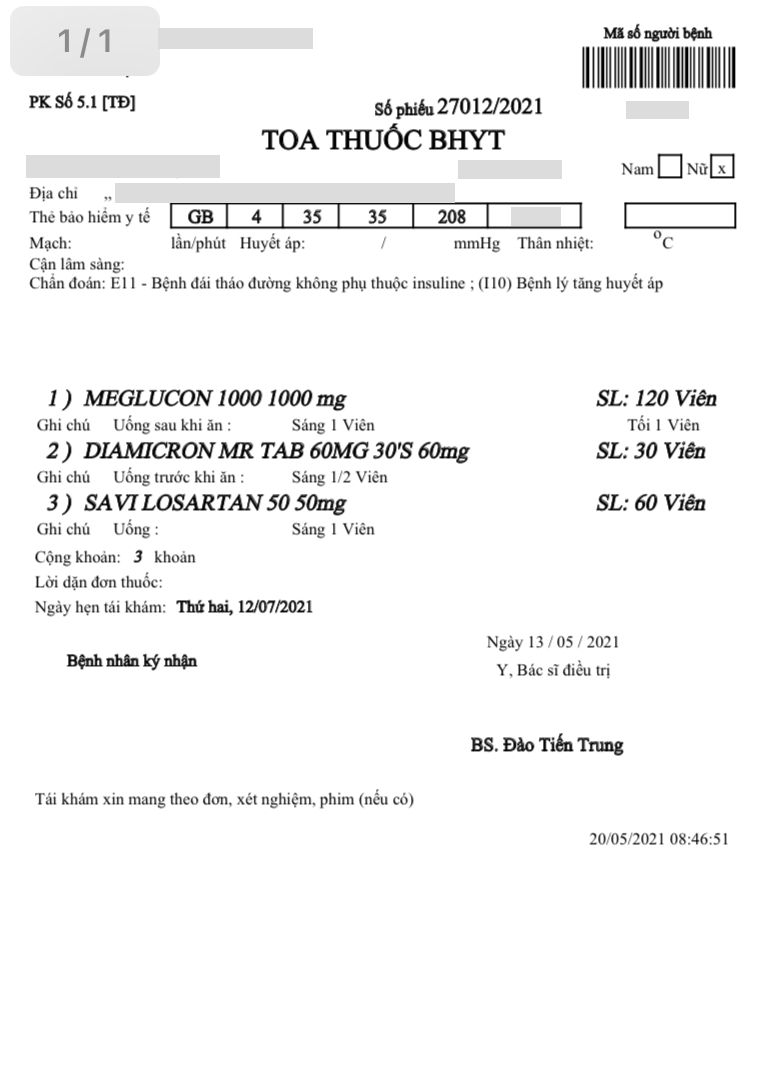 1/1
Mã số người bệnh
PK Số 5.1 [TĐ]
Số phiếu 27012/2021
TOA THUỐC BHYT
Nam Nữ x
Địa chỉ ,,
Thẻ bảo hiểm y tế GB 4 35 35 208
Mạch: lần/phút Huyết áp: / mmHg Thân nhiệt: °C
Cận lâm sàng:
Chẩn đoán: E11 - Bệnh đái tháo đường không phụ thuộc insuline ; (I10) Bệnh lý tăng huyết áp
1 ) MEGLUCON 1000 1000 mg SL: 120 Viên
Ghi chú Uống sau khi ăn : Sáng 1 Viên Tối 1 Viên
2 ) DIAMICRON MR TAB 60MG 30'S 60mg SL: 30 Viên
Ghi chú Uống trước khi ăn : Sáng 1/2 Viên
3 ) SAVI LOSARTAN 50 50mg SL: 60 Viên
Ghi chú Uống : Sáng 1 Viên
Cộng khoản: 3 khoản
Lời dặn đơn thuốc:
Ngày hẹn tái khám: Thứ hai, 12/07/2021
Ngày 13 / 05 / 2021
Bệnh nhân ký nhận
Y, Bác sĩ điều trị
BS. Đào Tiến Trung
Tái khám xin mang theo đơn, xét nghiệm, phim (nếu có)
20/05/2021 08:46:51